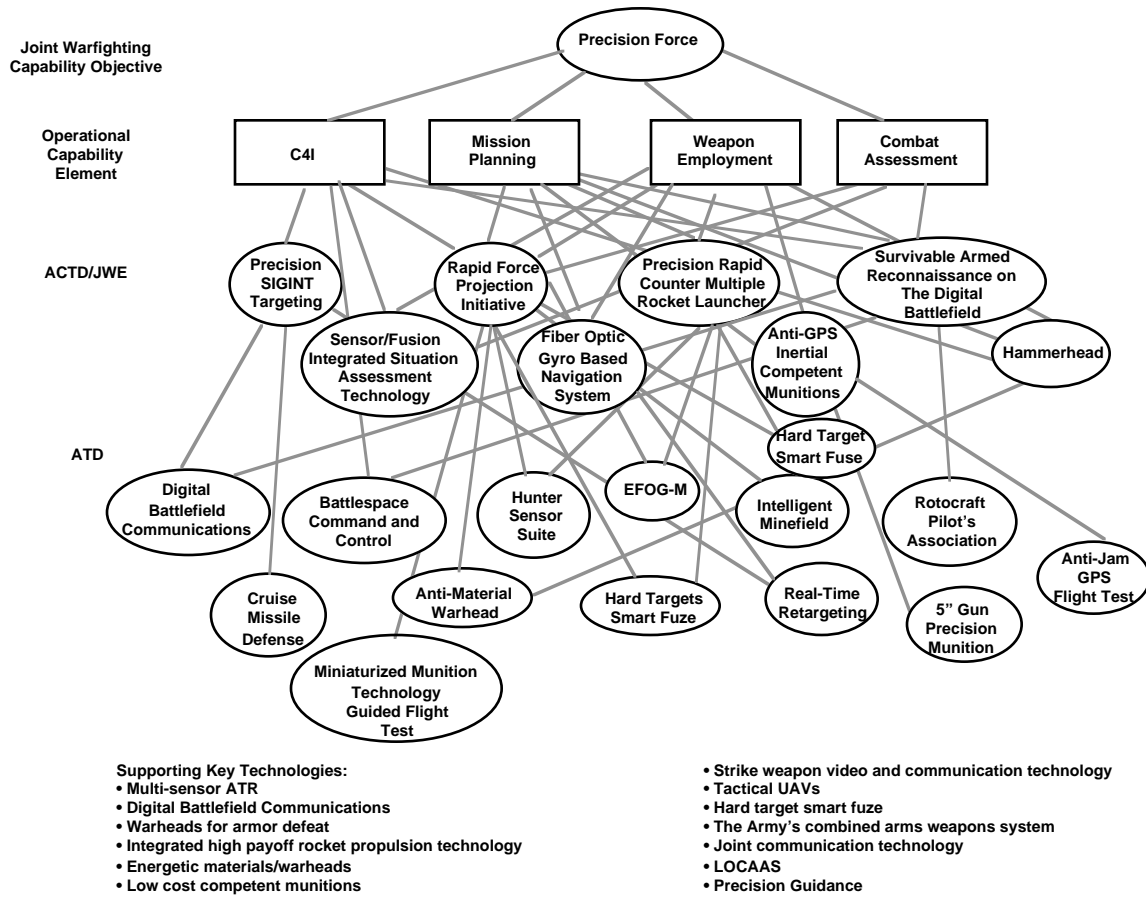 Precision Force
Joint Warfighting
Capability Objective
Operational
Capability
Element
C4I
Mission
Planning
Weapon
Employment
Combat
Assessment
ACTD/JWE
Precision
SIGINT
Targeting
Rapid Force
Projection
Initiative
Precision Rapid
Counter Multiple
Rocket Launcher
Survivable Armed
Reconnaissance on
The Digital
Battlefield
Sensor/Fusion
Integrated Situation
Assessment
Technology
Fiber Optic
Gyro Based
Navigation
System
Anti-GPS
Inertial
Competent
Munitions
Hammerhead
ATD
Hard Target
Smart Fuse
Digital
Battlefield
Communications
Battlespace
Command and
Control
Hunter
Sensor
Suite
EFOG-M
Intelligent
Minefield
Rotocraft
Pilot’s
Association
Anti-Jam
GPS
Flight Test
Cruise
Missile
Defense
Anti-Material
Warhead
Hard Targets
Smart Fuze
Real-Time
Retargeting
5” Gun
Precision
Munition
Miniaturized Munition
Technology
Guided Flight
Test
Supporting Key Technologies:
• Multi-sensor ATR
• Digital Battlefield Communications
• Warheads for armor defeat
• Integrated high payoff rocket propulsion technology
• Energetic materials/warheads
• Low cost competent munitions
• Strike weapon video and communication technology
• Tactical UAVs
• Hard target smart fuze
• The Army’s combined arms weapons system
• Joint communication technology
• LOCAAS
• Precision Guidance